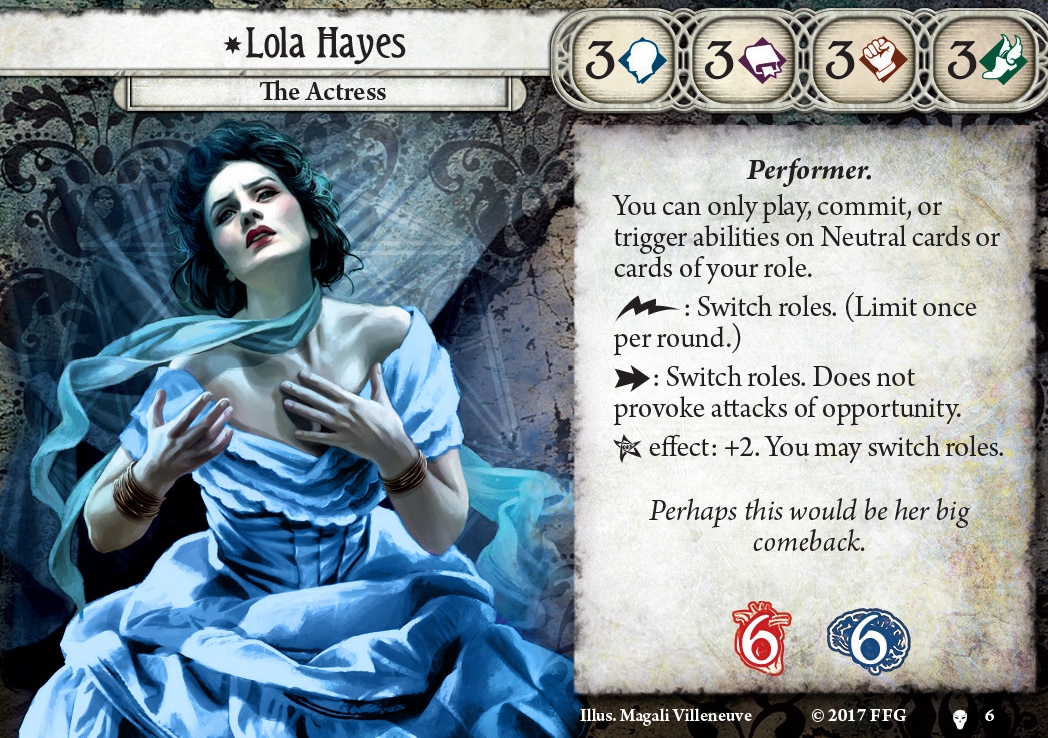 Lola Hayes
3 3 3 3
The Actress
Performer.
You can only play, commit, or
trigger abilities on Neutral cards or
cards of your role.
: Switch roles. (Limit once
per round.)
: Switch roles. Does not
provoke attacks of opportunity.
effect: +2. You may switch roles.
Perhaps this would be her big
comeback.
6 6
Illus. Magali Villeneuve © 2017 FFG 6